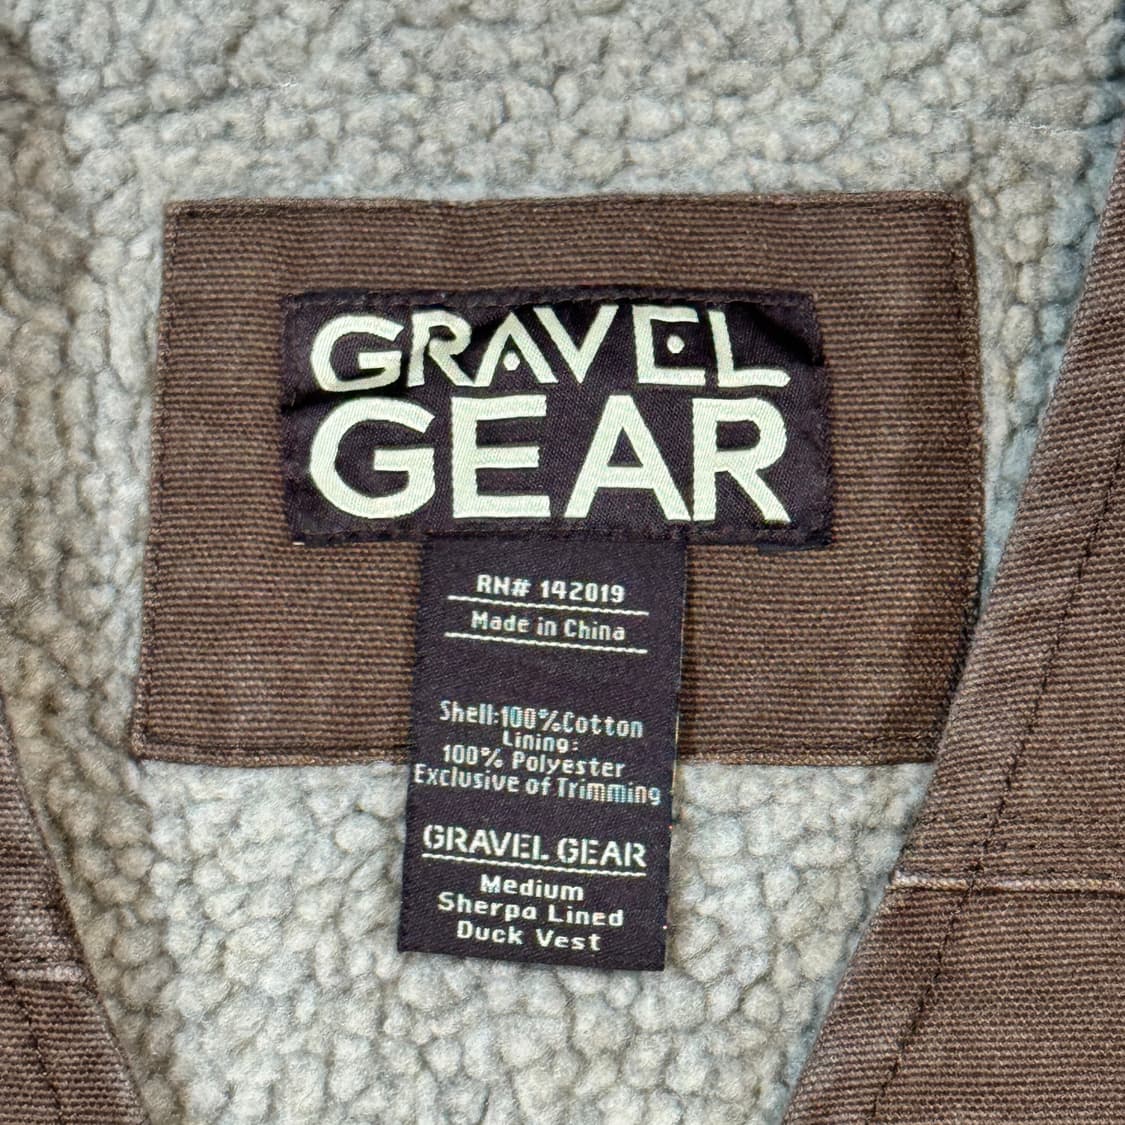 GRAVEL
GEAR
RN# 142019
Made in China
Shell:100%Cotton
Lining:
100% Polyester
Exclusive of Trimming
GRAVEL GEAR
Medium
Sherpa Lined
Duck Vest